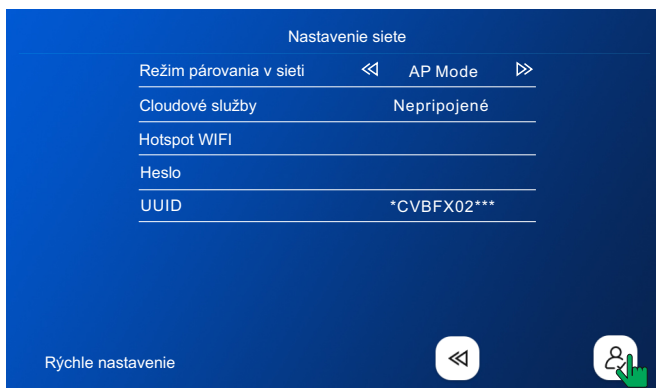 Nastavenie siete
Režim párovania v sieti AP Mode
Cloudové služby Nepripojené
Hotspot WIFI
Heslo
UUID *CVBFX02***
Rýchle nastavenie